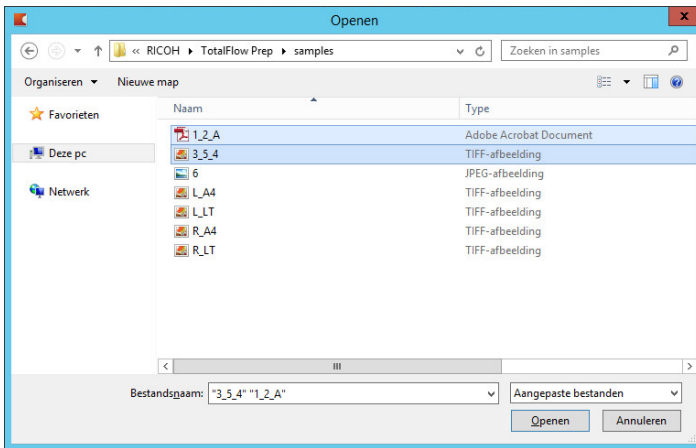 Openen
x
« RICOH TotalFlow Prep samples
Zoeken in samples
Organiseren Nieuwe map
Naam Type
Favorieten
1_2_A Adobe Acrobat Document
Deze pc
3_5_4 TIFF-afbeelding
6 JPEG-afbeelding
Netwerk
L_A4 TIFF-afbeelding
L_LT TIFF-afbeelding
R_A4 TIFF-afbeelding
R_LT TIFF-afbeelding
Bestandsnaam: "3_5_4" "1_2_A" Aangepaste bestanden
Openen Annuleren